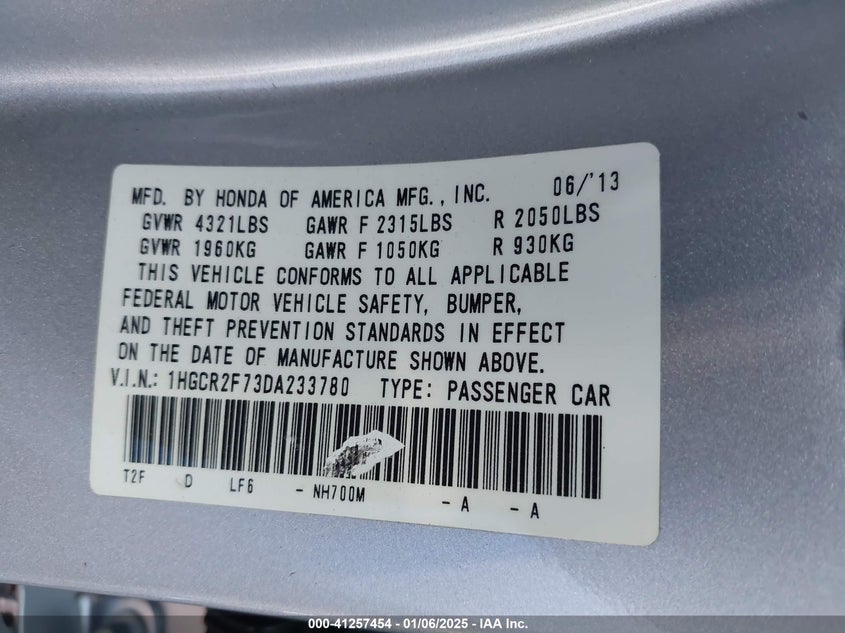 MFD. BY HONDA OF AMERICA MFG., INC. 06/'13
GVWR 4321LBS GAWR F 2315LBS R 2050LBS
GVWR 1960KG GAWR F 1050KG R 930KG
THIS VEHICLE CONFORMS TO ALL APPLICABLE
FEDERAL MOTOR VEHICLE SAFETY, BUMPER,
AND THEFT PREVENTION STANDARDS IN EFFECT
ON THE DATE OF MANUFACTURE SHOWN ABOVE.
V.I.N.: 1HGCR2F73DA233780 TYPE: PASSENGER CAR
T2F D LF6 - NH700M - A - A
000-41257454 - 01/06/2025 - IAA Inc.